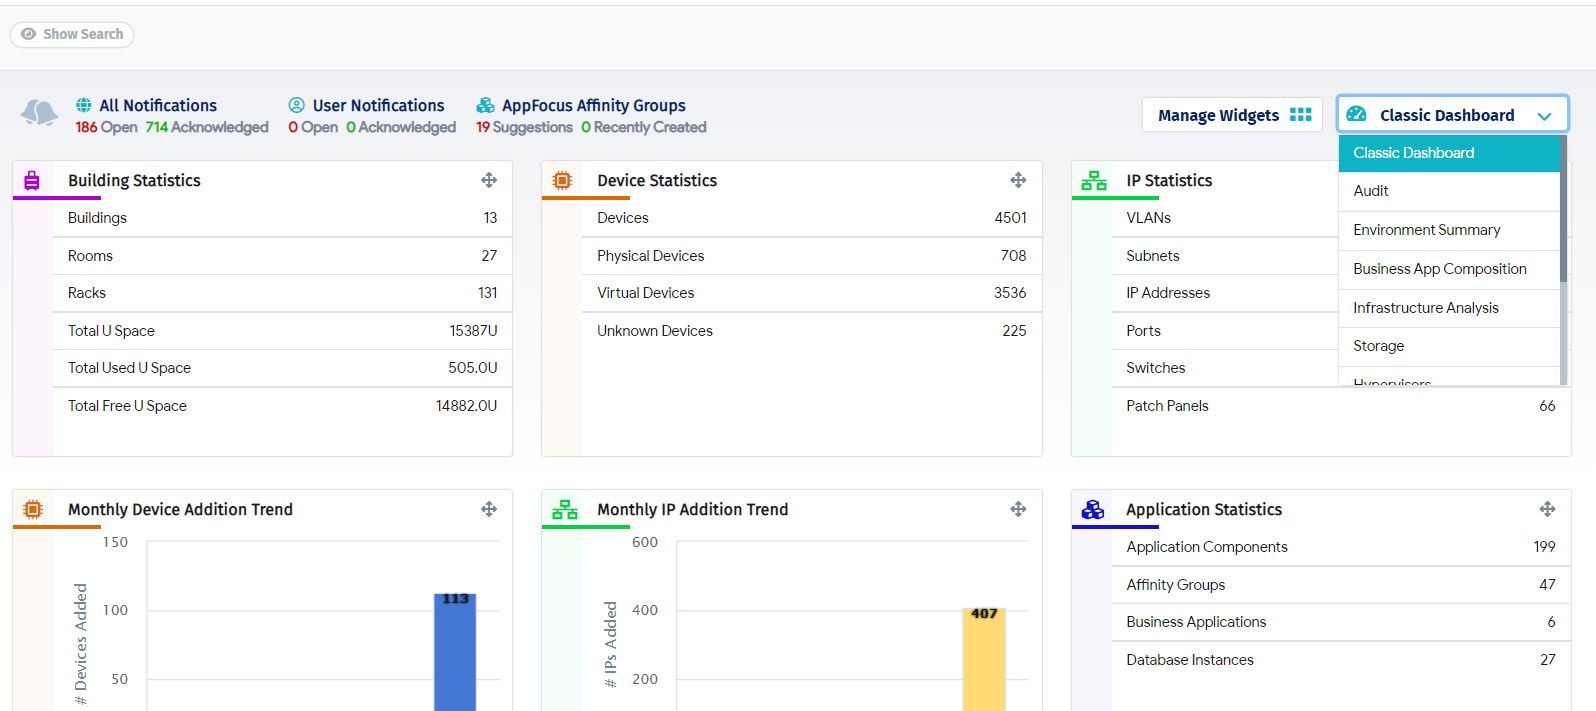 Show Search
All Notifications
186 Open 714 Acknowledged
User Notifications
0 Open 0 Acknowledged
AppFocus Affinity Groups
19 Suggestions 0 Recently Created
Manage Widgets
Classic Dashboard
Classic Dashboard
Audit
Environment Summary
Business App Composition
Infrastructure Analysis
Storage
Hypervisors
Building Statistics
Buildings 13
Rooms 27
Racks 131
Total U Space 15387U
Total Used U Space 505.0U
Total Free U Space 14882.0U
Device Statistics
Devices 4501
Physical Devices 708
Virtual Devices 3536
Unknown Devices 225
IP Statistics
VLANs
Subnets
IP Addresses
Ports
Switches
Patch Panels 66
Monthly Device Addition Trend
150
100
50
# Devices Added
113
Monthly IP Addition Trend
600
400
200
# IPs Added
407
Application Statistics
Application Components 199
Affinity Groups 47
Business Applications 6
Database Instances 27